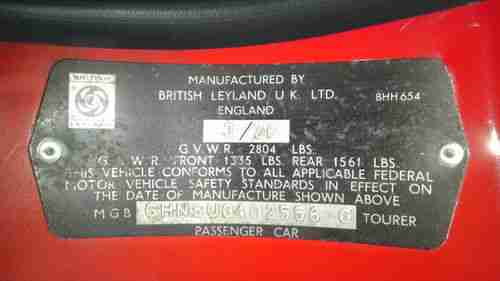 MANUFACTURED BY
BRITISH LEYLAND U.K. LTD.
BHH 654
ENGLAND
G.V.W.R. 2804 LBS.
FRONT 1335 LBS. REAR 1561 LBS.
THIS VEHICLE CONFORMS TO ALL APPLICABLE FEDERAL
MOTOR VEHICLE SAFETY STANDARDS IN EFFECT ON
THE DATE OF MANUFACTURE SHOWN ABOVE
MGB TOURER
PASSENGER CAR